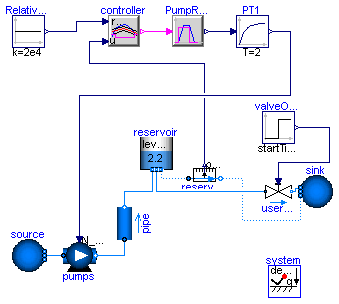 Relativ...
controller
PumpR...
PT1
r...
u
k=2e4
T=2
valveO...
startTi...
reservoir
lev...
2.2
reserv...
sink
user...
pipe
source
N_...
pumps
system
de...
g